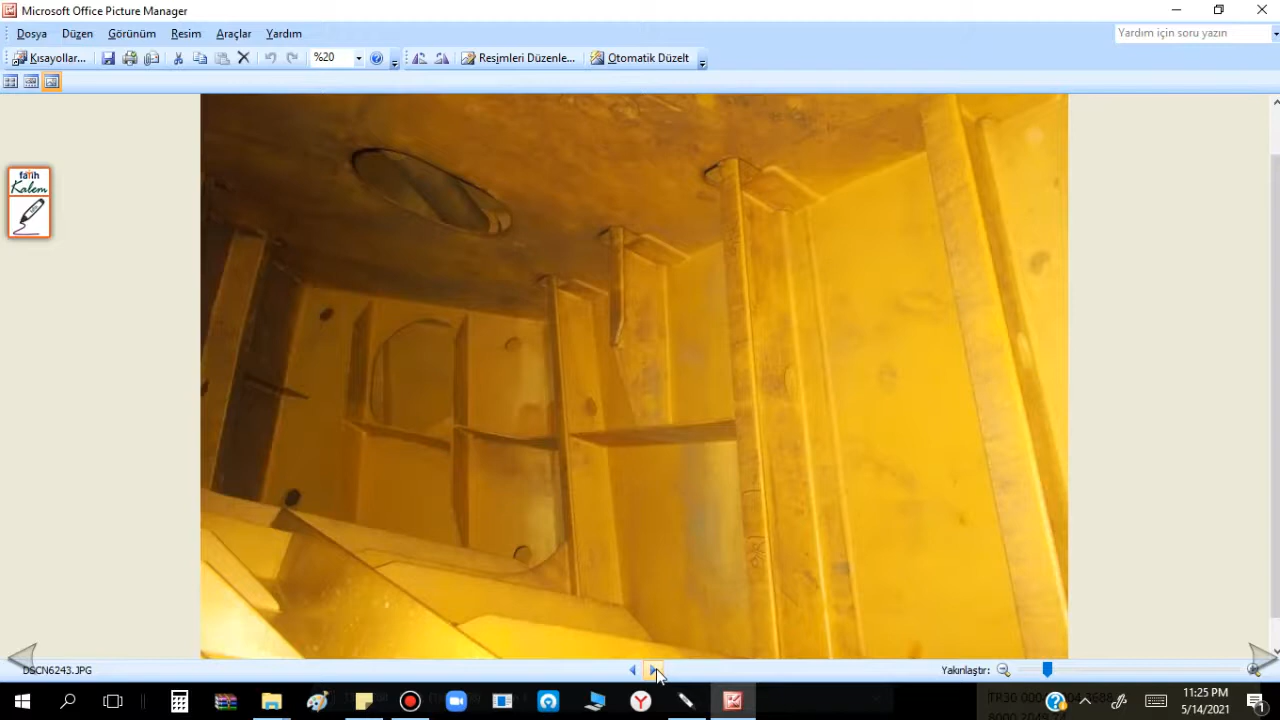 Microsoft Office Picture Manager
Dosya Düzen Görünüm Resim Araçlar Yardım
Yardım için soru yazın
Kısayollar... %20 Resimleri Düzenle... Otomatik Düzelt
fatih
Kalem
DSCN6243.JPG
Yakınlaştır:
11:25 PM
5/14/2021